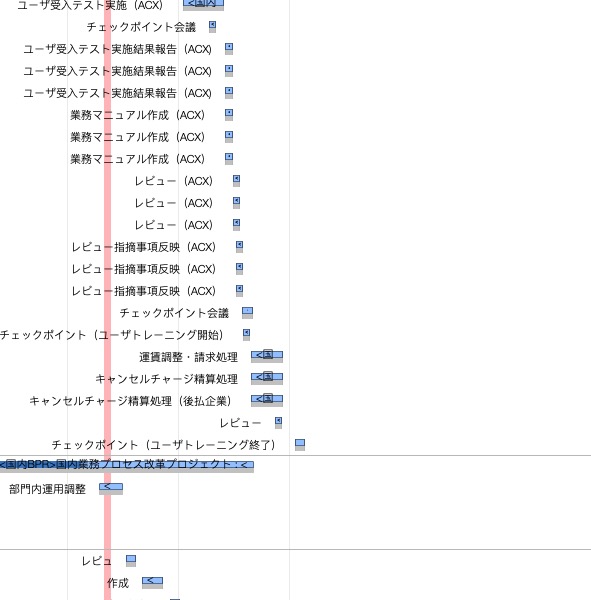 ユーザ受入テスト実施（ACX）
<国内
チェックポイント会議
ユーザ受入テスト実施結果報告（ACX）
ユーザ受入テスト実施結果報告（ACX）
ユーザ受入テスト実施結果報告（ACX）
業務マニュアル作成（ACX）
業務マニュアル作成（ACX）
業務マニュアル作成（ACX）
レビュー（ACX）
レビュー（ACX）
レビュー（ACX）
レビュー指摘事項反映（ACX）
レビュー指摘事項反映（ACX）
レビュー指摘事項反映（ACX）
チェックポイント会議
チェックポイント（ユーザトレーニング開始）
運賃調整・請求処理 <国
キャンセルチャージ精算処理 <国
キャンセルチャージ精算処理（後払企業） <国
レビュー
チェックポイント（ユーザトレーニング終了）
<国内BPR>国内業務プロセス改革プロジェクト：<
部門内運用調整 <
レビュ
作成 <